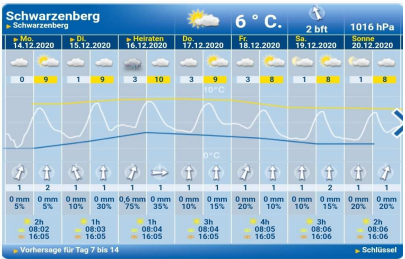 Schwarzenberg
▸ Schwarzenberg
6 ° C.
2 bft
1016 hPa
▸ Mo. ▸ Di. ▸ Heiraten Do. Fr. Sa. Sonne
14.12.2020 15.12.2020 16.12.2020 17.12.2020 18.12.2020 19.12.2020 20.12.2020
0 9 1 9 3 10 3 9 3 8 1 8 0 8
10°C
0°C
1 2 1 1 1 1 1 1 1 1 1 2 1 1
0 mm 0 mm 0 mm 0 mm 0,6 mm 0 mm 0 mm 0 mm 0 mm 0 mm 0 mm 0 mm 0 mm 0 mm
5% 5% 10% 30% 75% 35% 15% 10% 20% 10% 10% 15% 20% 20%
2h 1h 1h 3h 4h 3h 2h
08:02 08:03 08:04 08:04 08:05 08:06 08:06
16:05 16:05 16:05 16:05 16:05 16:06 16:06
▸ Vorhersage für Tag 7 bis 14
▸ Schlüssel